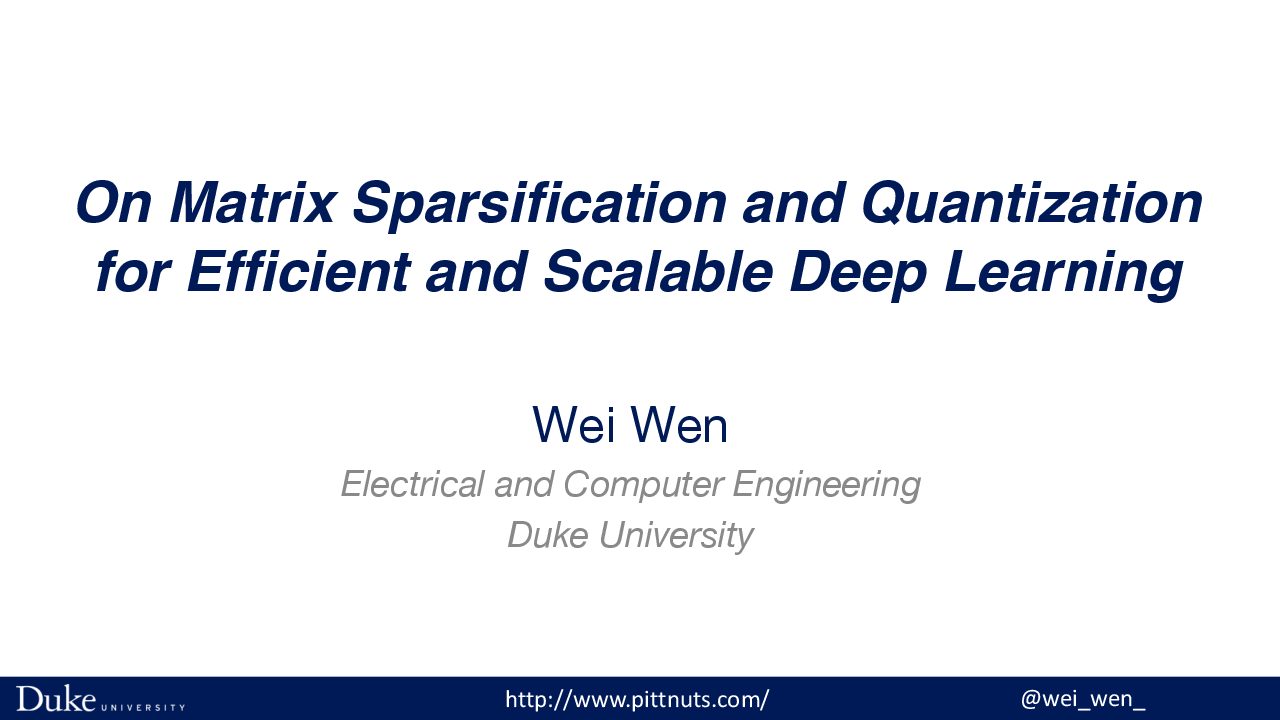 On Matrix Sparsification and Quantization
for Efficient and Scalable Deep Learning
Wei Wen
Electrical and Computer Engineering
Duke University
Duke UNIVERSITY http://www.pittnuts.com/ @wei_wen_